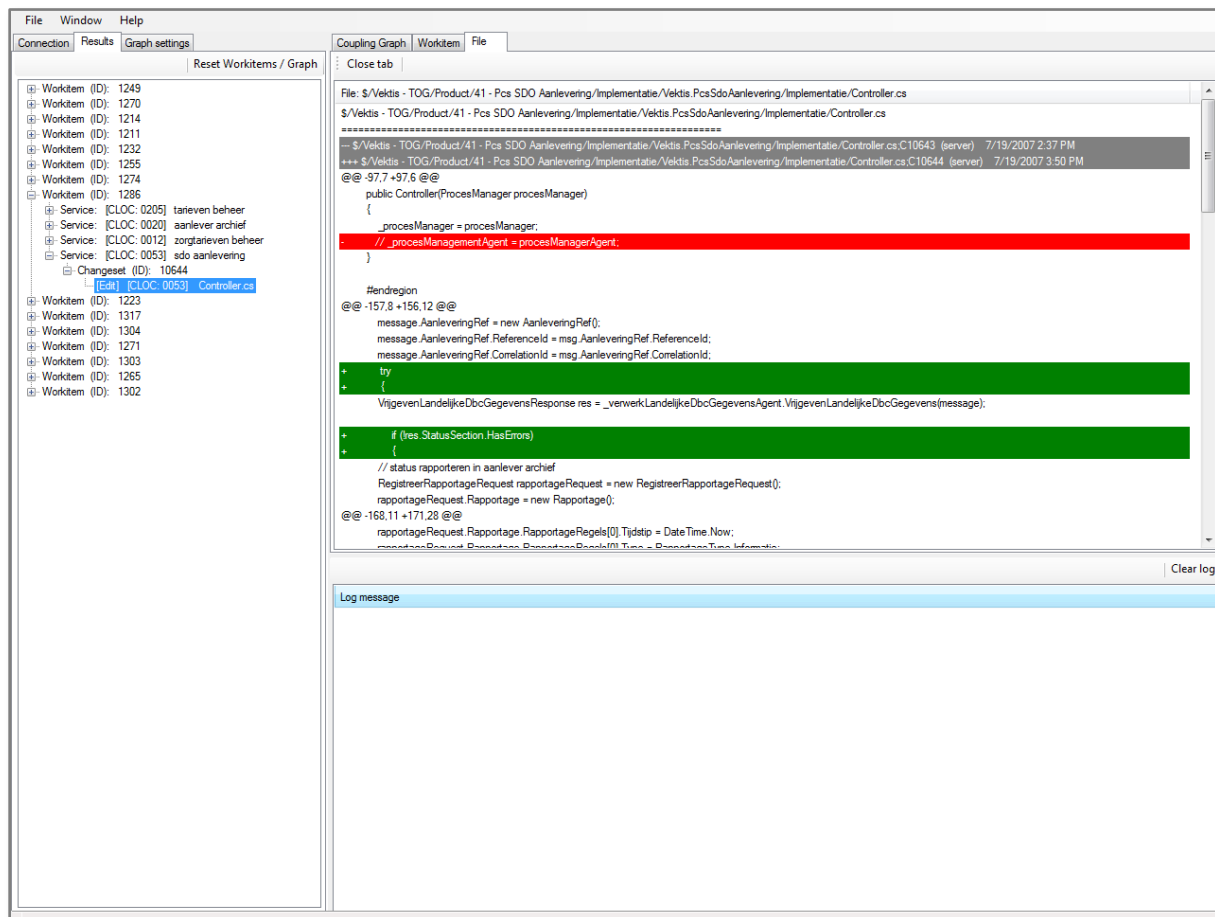 File Window Help
Connection Results Graph settings
Reset Workitems / Graph
Workitem (ID): 1249
Workitem (ID): 1270
Workitem (ID): 1214
Workitem (ID): 1211
Workitem (ID): 1232
Workitem (ID): 1255
Workitem (ID): 1274
Workitem (ID): 1286
Service: [CLOC: 0205] tarieven beheer
Service: [CLOC: 0020] aanlever archief
Service: [CLOC: 0012] zorgtarieven beheer
Service: [CLOC: 0053] sdo aanlevering
Changeset (ID): 10644
[Edit] [CLOC: 0053] Controller.cs
Workitem (ID): 1223
Workitem (ID): 1317
Workitem (ID): 1304
Workitem (ID): 1271
Workitem (ID): 1303
Workitem (ID): 1265
Workitem (ID): 1302
Coupling Graph Workitem File
Close tab
File: $/Vektis - TOG/Product/41 - Pcs SDO Aanlevering/Implementatie/Vektis.PcsSdoAanlevering/Implementatie/Controller.cs
$/Vektis - TOG/Product/41 - Pcs SDO Aanlevering/Implementatie/Vektis.PcsSdoAanlevering/Implementatie/Controller.cs
===================================================================
--- $/Vektis - TOG/Product/41 - Pcs SDO Aanlevering/Implementatie/Vektis.PcsSdoAanlevering/Implementatie/Controller.cs;C10643 (server) 7/19/2007 2:37 PM
+++ $/Vektis - TOG/Product/41 - Pcs SDO Aanlevering/Implementatie/Vektis.PcsSdoAanlevering/Implementatie/Controller.cs;C10644 (server) 7/19/2007 3:50 PM
@@ -97,7 +97,6 @@
public Controller(ProcesManager procesManager)
{
_procesManager = procesManager;
- // _procesManagementAgent = procesManagerAgent;
}
#endregion
@@ -157,8 +156,12 @@
message.AanleveringRef = new AanleveringRef();
message.AanleveringRef.ReferenceId = msg.AanleveringRef.ReferenceId;
message.AanleveringRef.CorrelationId = msg.AanleveringRef.CorrelationId;
+ try
+ {
VrijgevenLandelijkeDbcGegevensResponse res = _verwerkLandelijkeDbcGegevensAgent.VrijgevenLandelijkeDbcGegevens(message);
+ if (!res.StatusSection.HasErrors)
+ {
// status rapporteren in aanlever archief
RegistreerRapportageRequest rapportageRequest = new RegistreerRapportageRequest();
rapportageRequest.Rapportage = new Rapportage();
@@ -168,11 +171,28 @@
rapportageRequest.Rapportage.RapportageRegels[0].Tijdstip = DateTime.Now;
rapportageRequest.Rapportage.RapportageRegels[0].Type = RapportageType.Informatie;
Clear log
Log message